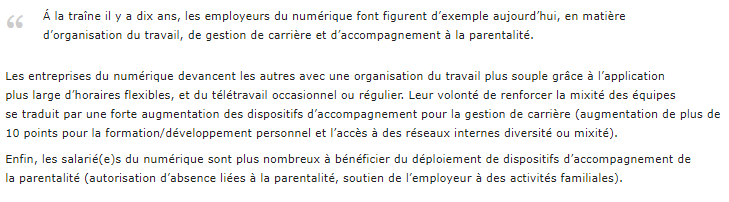 “ Á la traîne il y a dix ans, les employeurs du numérique font figurent d’exemple aujourd’hui, en matière
d’organisation du travail, de gestion de carrière et d’accompagnement à la parentalité.
Les entreprises du numérique devancent les autres avec une organisation du travail plus souple grâce à l’application
plus large d’horaires flexibles, et du télétravail occasionnel ou régulier. Leur volonté de renforcer la mixité des équipes
se traduit par une forte augmentation des dispositifs d’accompagnement pour la gestion de carrière (augmentation de plus de
10 points pour la formation/développement personnel et l’accès à des réseaux internes diversité ou mixité).
Enfin, les salarié(e)s du numérique sont plus nombreux à bénéficier du déploiement de dispositifs d’accompagnement de
la parentalité (autorisation d’absence liées à la parentalité, soutien de l’employeur à des activités familiales).